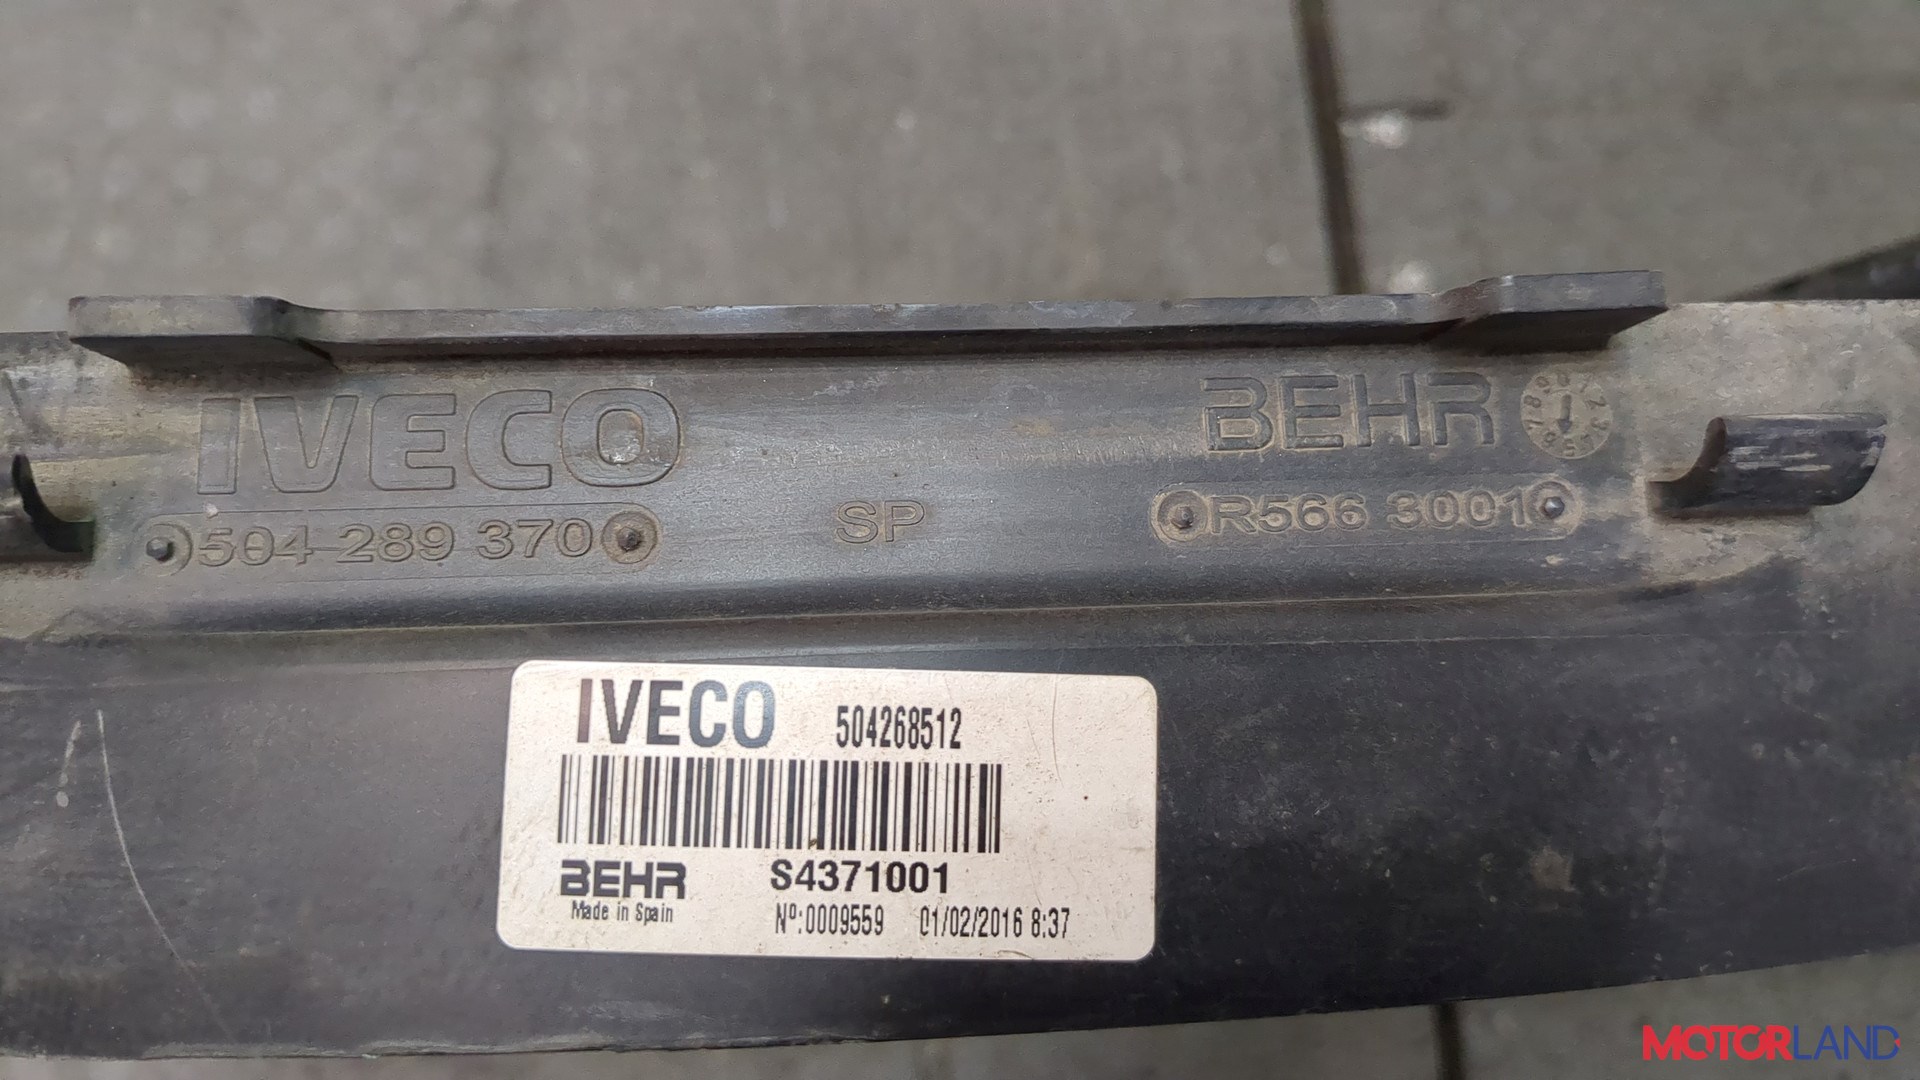 IVECO
BEHR
504 289 370
SP
R566 3001
IVECO 504268512
BEHR S4371001
Made in Spain
Nº:0009559 01/02/2016 8:37
MOTORLAND